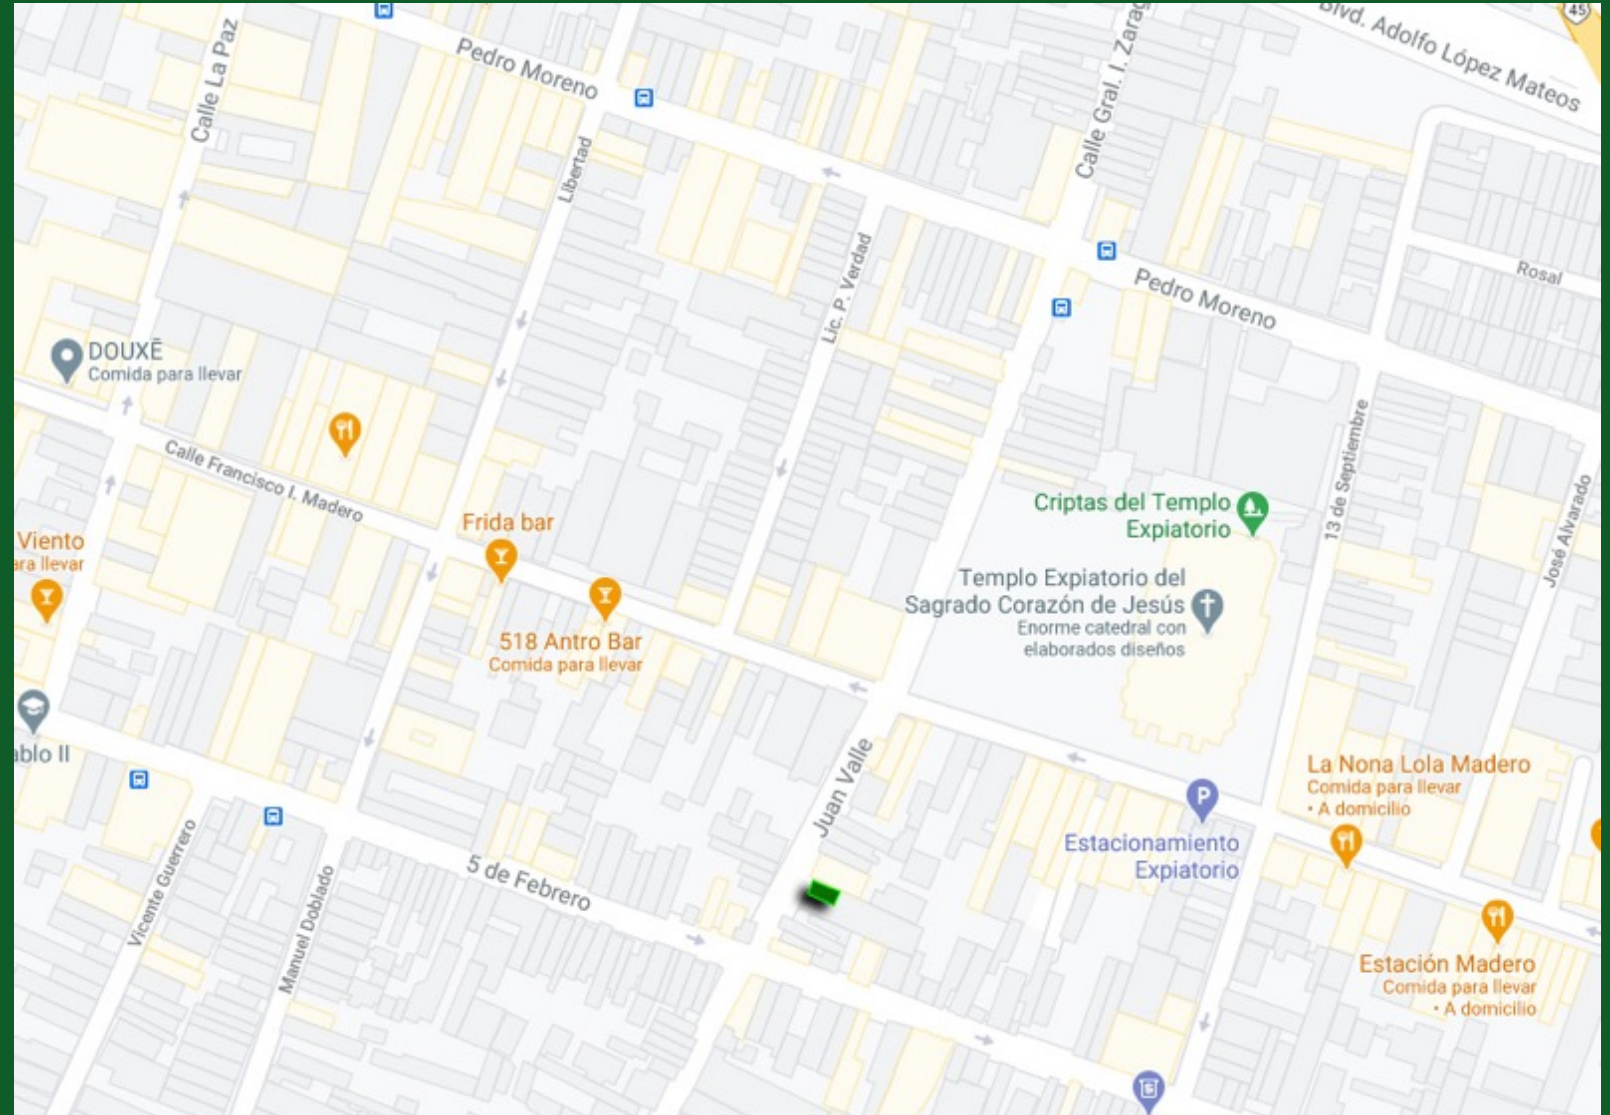 Blvd. Adolfo López Mateos
45
Calle La Paz
Pedro Moreno
Calle Gral. I. Zarag
Libertad
Lic. P. Verdad
Pedro Moreno
Rosal
DOUXĒ
Comida para llevar
Calle Francisco I. Madero
13 de Septiembre
José Alvarado
Criptas del Templo
Expiatorio
Frida bar
Viento
ara llevar
Templo Expiatorio del
Sagrado Corazón de Jesús
Enorme catedral con
elaborados diseños
518 Antro Bar
Comida para llevar
ablo II
Juan Valle
La Nona Lola Madero
Comida para llevar
• A domicilio
P
Estacionamiento
Expiatorio
5 de Febrero
Vicente Guerrero
Manuel Doblado
Estación Madero
Comida para llevar
• A domicilio